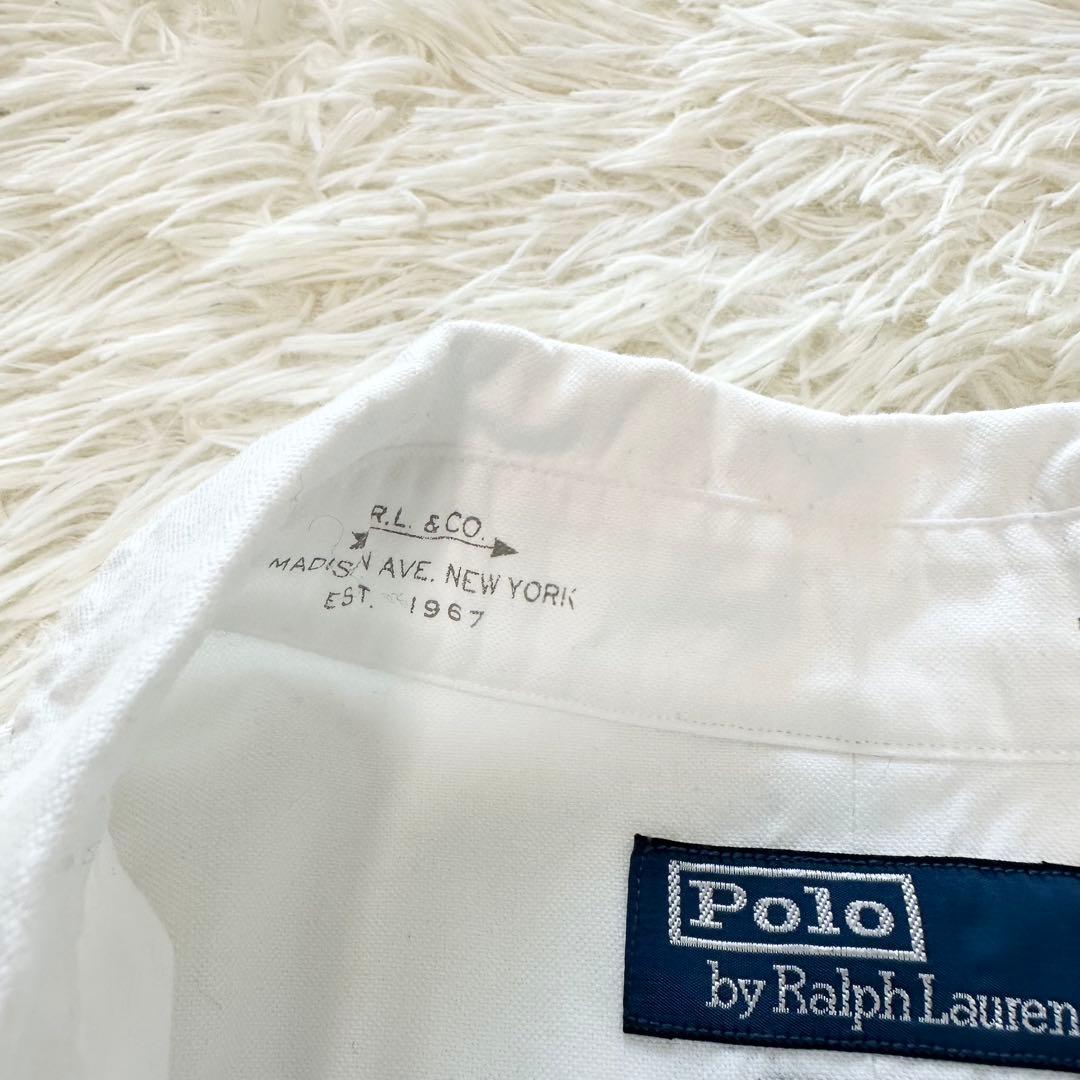 R.L. & CO.
MADISON AVE. NEW YORK
EST. 1967
Polo
by Ralph Lauren